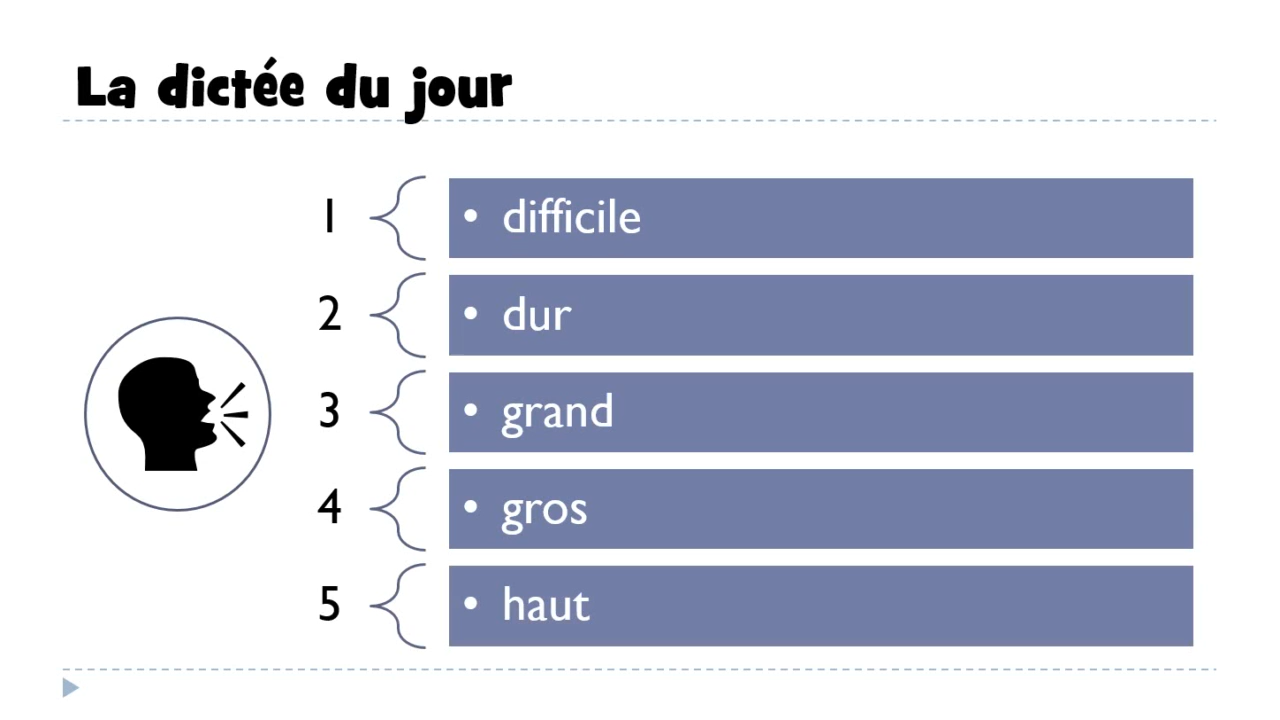 La dictée du jour
1 • difficile
2 • dur
3 • grand
4 • gros
5 • haut